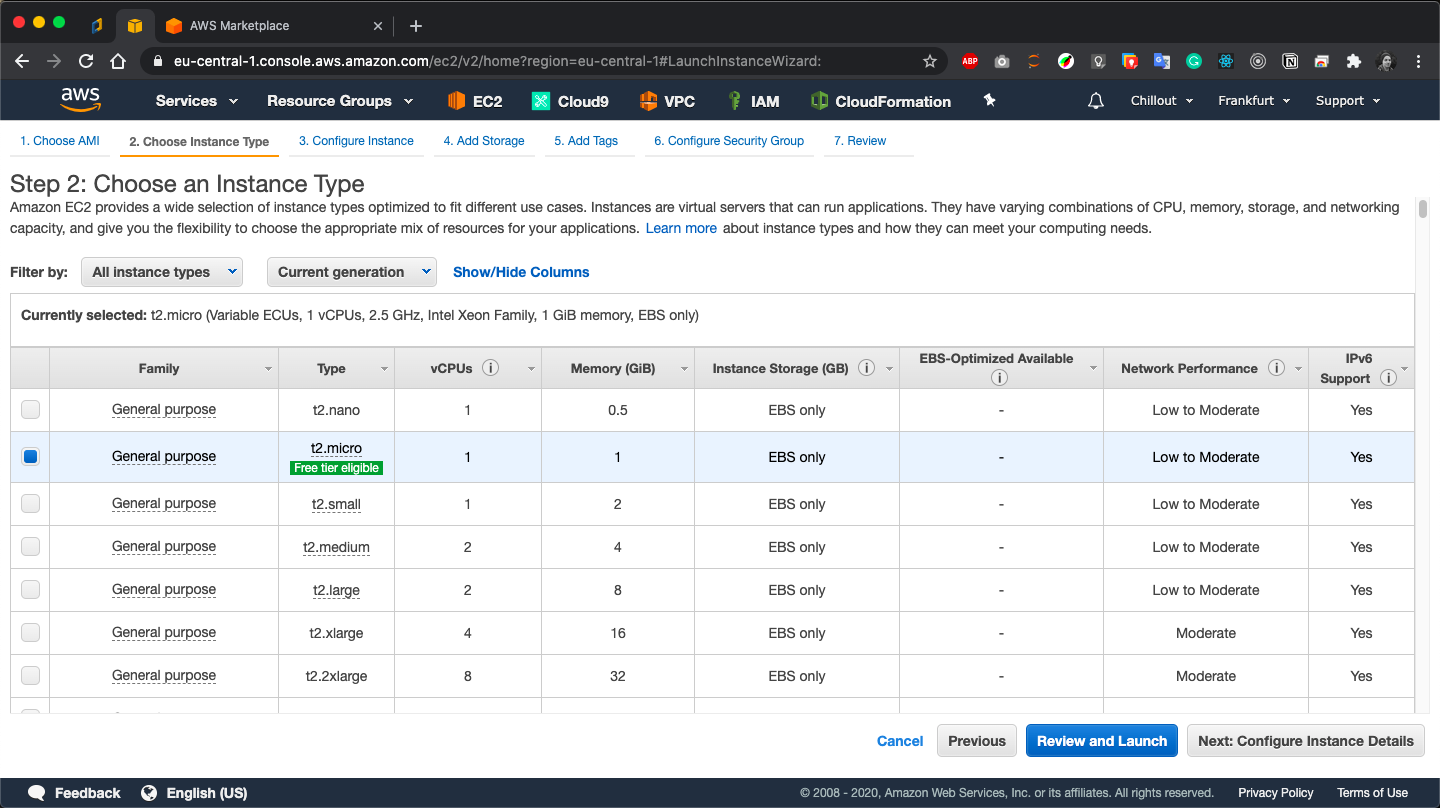 AWS Marketplace
eu-central-1.console.aws.amazon.com/ec2/v2/home?region=eu-central-1#LaunchInstanceWizard:
ABP
aws Services Resource Groups EC2 Cloud9 VPC IAM CloudFormation Chillout Frankfurt Support
1. Choose AMI 2. Choose Instance Type 3. Configure Instance 4. Add Storage 5. Add Tags 6. Configure Security Group 7. Review
Step 2: Choose an Instance Type
Amazon EC2 provides a wide selection of instance types optimized to fit different use cases. Instances are virtual servers that can run applications. They have varying combinations of CPU, memory, storage, and networking
capacity, and give you the flexibility to choose the appropriate mix of resources for your applications. Learn more about instance types and how they can meet your computing needs.
Filter by: All instance types Current generation Show/Hide Columns
Currently selected: t2.micro (Variable ECUs, 1 vCPUs, 2.5 GHz, Intel Xeon Family, 1 GiB memory, EBS only)
Family Type vCPUs i Memory (GiB) Instance Storage (GB) i EBS-Optimized Available i Network Performance i IPv6 Support i
General purpose t2.nano 1 0.5 EBS only - Low to Moderate Yes
General purpose t2.micro Free tier eligible 1 1 EBS only - Low to Moderate Yes
General purpose t2.small 1 2 EBS only - Low to Moderate Yes
General purpose t2.medium 2 4 EBS only - Low to Moderate Yes
General purpose t2.large 2 8 EBS only - Low to Moderate Yes
General purpose t2.xlarge 4 16 EBS only - Moderate Yes
General purpose t2.2xlarge 8 32 EBS only - Moderate Yes
Cancel Previous Review and Launch Next: Configure Instance Details
Feedback English (US) © 2008 - 2020, Amazon Web Services, Inc. or its affiliates. All rights reserved. Privacy Policy Terms of Use